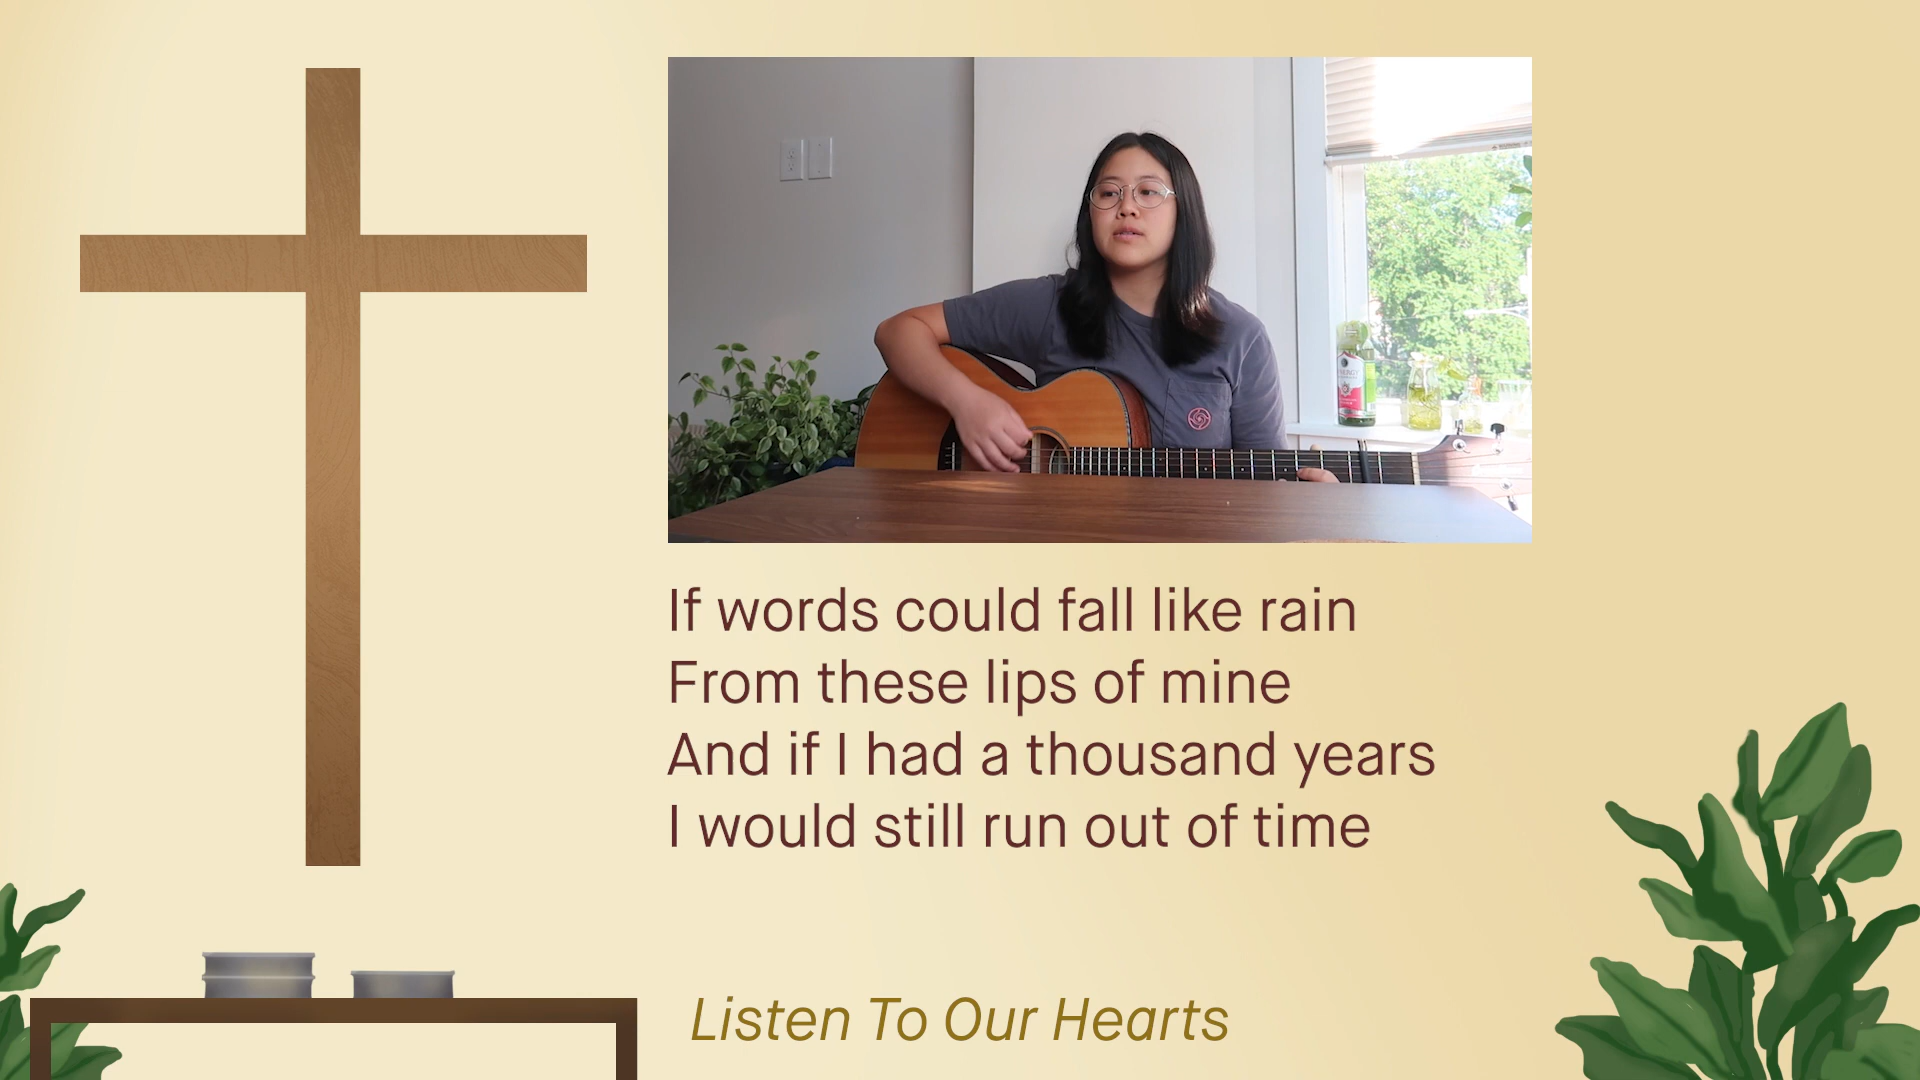 If words could fall like rain
From these lips of mine
And if I had a thousand years
I would still run out of time
Listen To Our Hearts